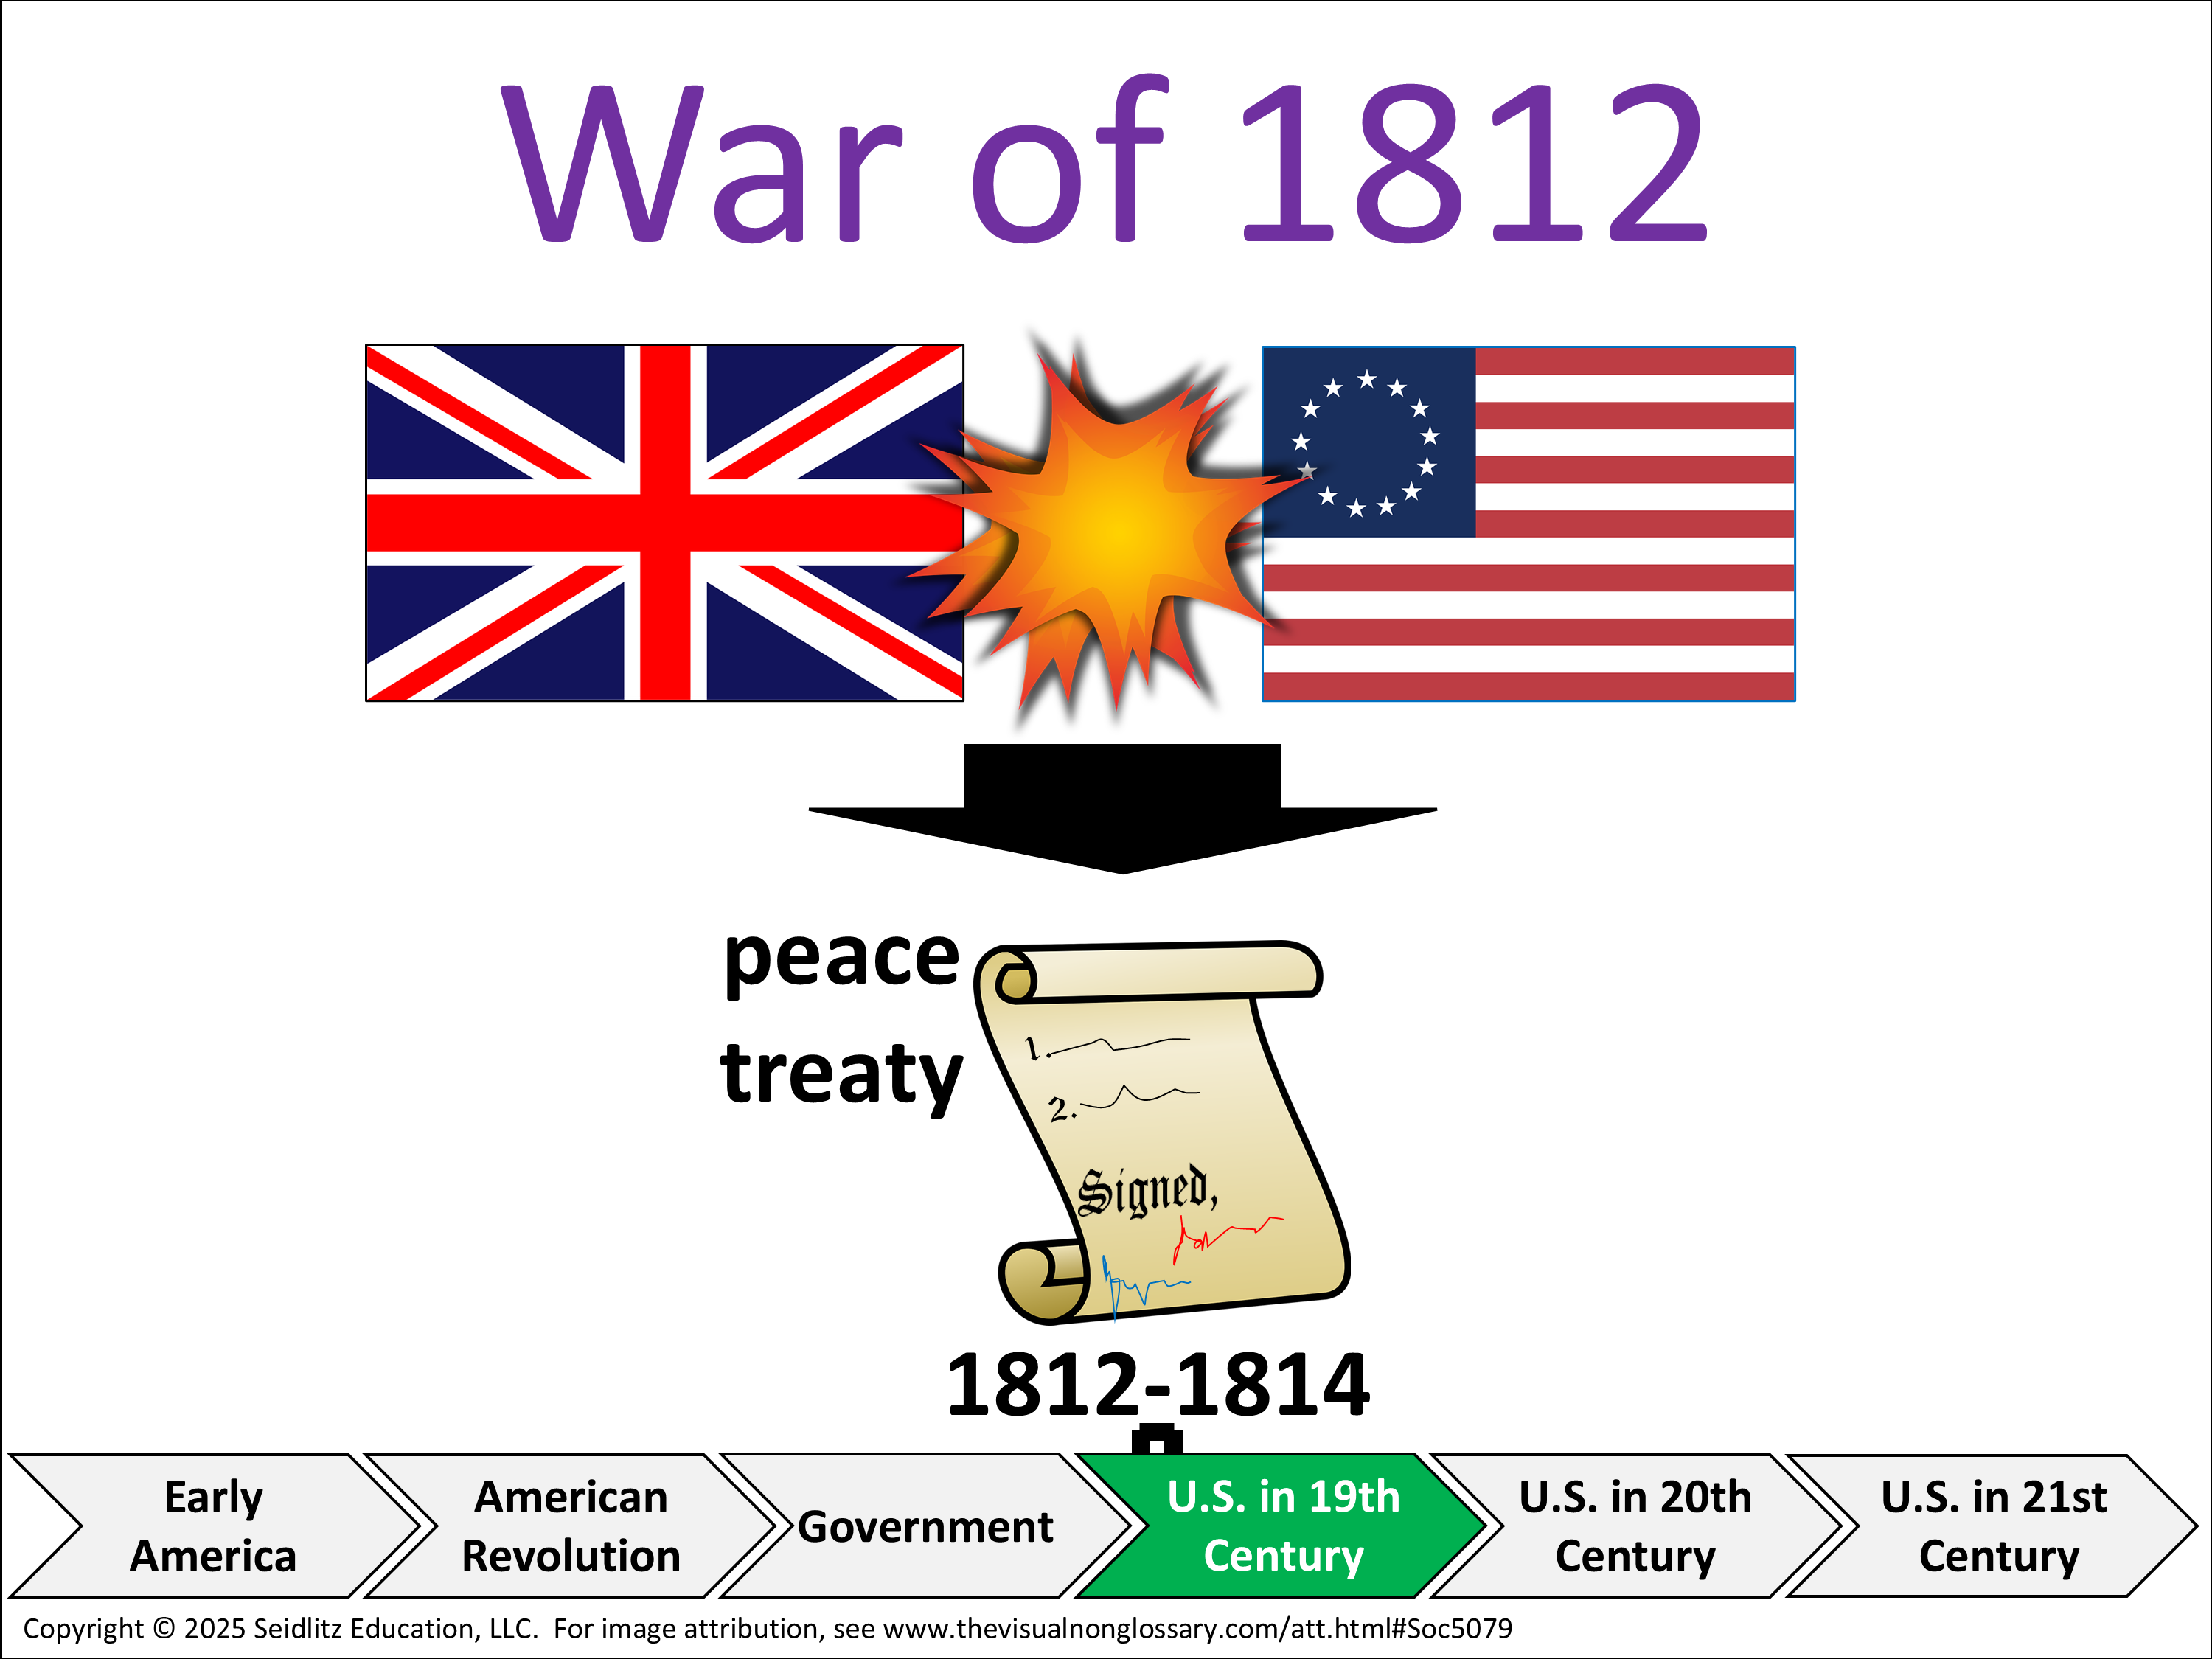 War of 1812
peace
treaty
1.
2.
Signed,
1812-1814
Early
America
American
Revolution
Government
U.S. in 19th
Century
U.S. in 20th
Century
U.S. in 21st
Century
Copyright © 2025 Seidlitz Education, LLC.  For image attribution, see www.thevisualnonglossary.com/att.html#Soc5079